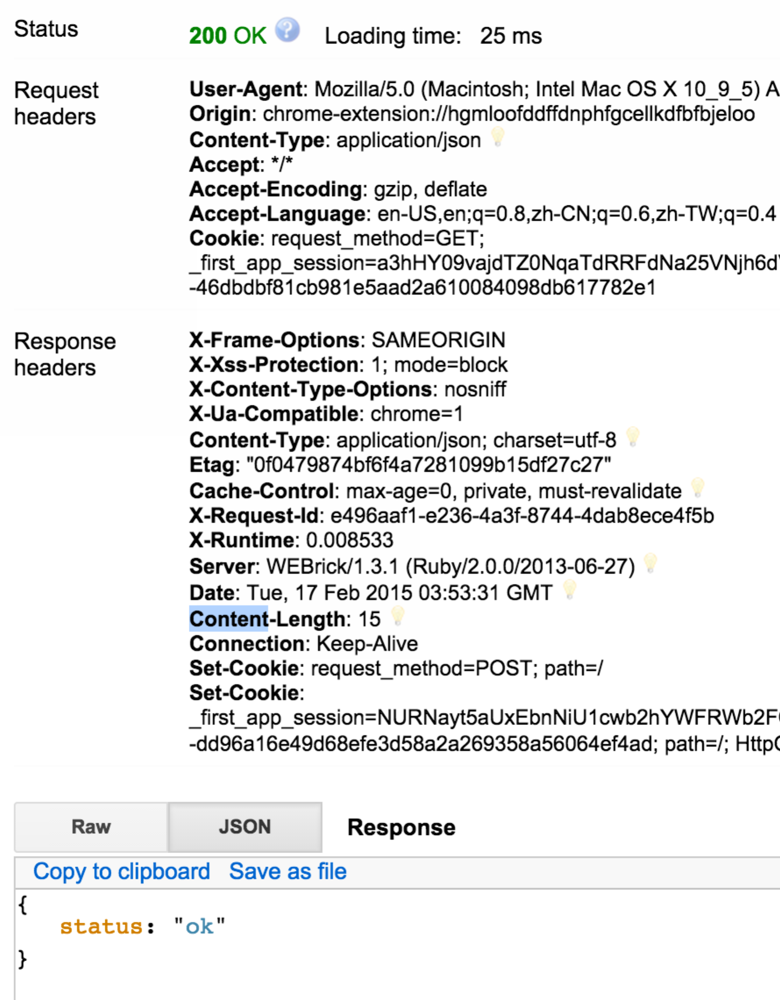 Status 200 OK ? Loading time: 25 ms
Request headers
User-Agent: Mozilla/5.0 (Macintosh; Intel Mac OS X 10_9_5) A
Origin: chrome-extension://hgmloofddffdnphfgcellkdfbfbjeloo
Content-Type: application/json
Accept: */*
Accept-Encoding: gzip, deflate
Accept-Language: en-US,en;q=0.8,zh-CN;q=0.6,zh-TW;q=0.4
Cookie: request_method=GET;
_first_app_session=a3hHY09vajdTZ0NqaTdRRFdNa25VNjh6d
-46dbdbf81cb981e5aad2a610084098db617782e1
Response headers
X-Frame-Options: SAMEORIGIN
X-Xss-Protection: 1; mode=block
X-Content-Type-Options: nosniff
X-Ua-Compatible: chrome=1
Content-Type: application/json; charset=utf-8
Etag: "0f0479874bf6f4a7281099b15df27c27"
Cache-Control: max-age=0, private, must-revalidate
X-Request-Id: e496aaf1-e236-4a3f-8744-4dab8ece4f5b
X-Runtime: 0.008533
Server: WEBrick/1.3.1 (Ruby/2.0.0/2013-06-27)
Date: Tue, 17 Feb 2015 03:53:31 GMT
Content-Length: 15
Connection: Keep-Alive
Set-Cookie: request_method=POST; path=/
Set-Cookie:
_first_app_session=NURNayt5aUxEbnNiU1cwb2hYWFRWb2F
-dd96a16e49d68efe3d58a2a269358a56064ef4ad; path=/; Http
Raw JSON Response
Copy to clipboard Save as file
{
status: "ok"
}